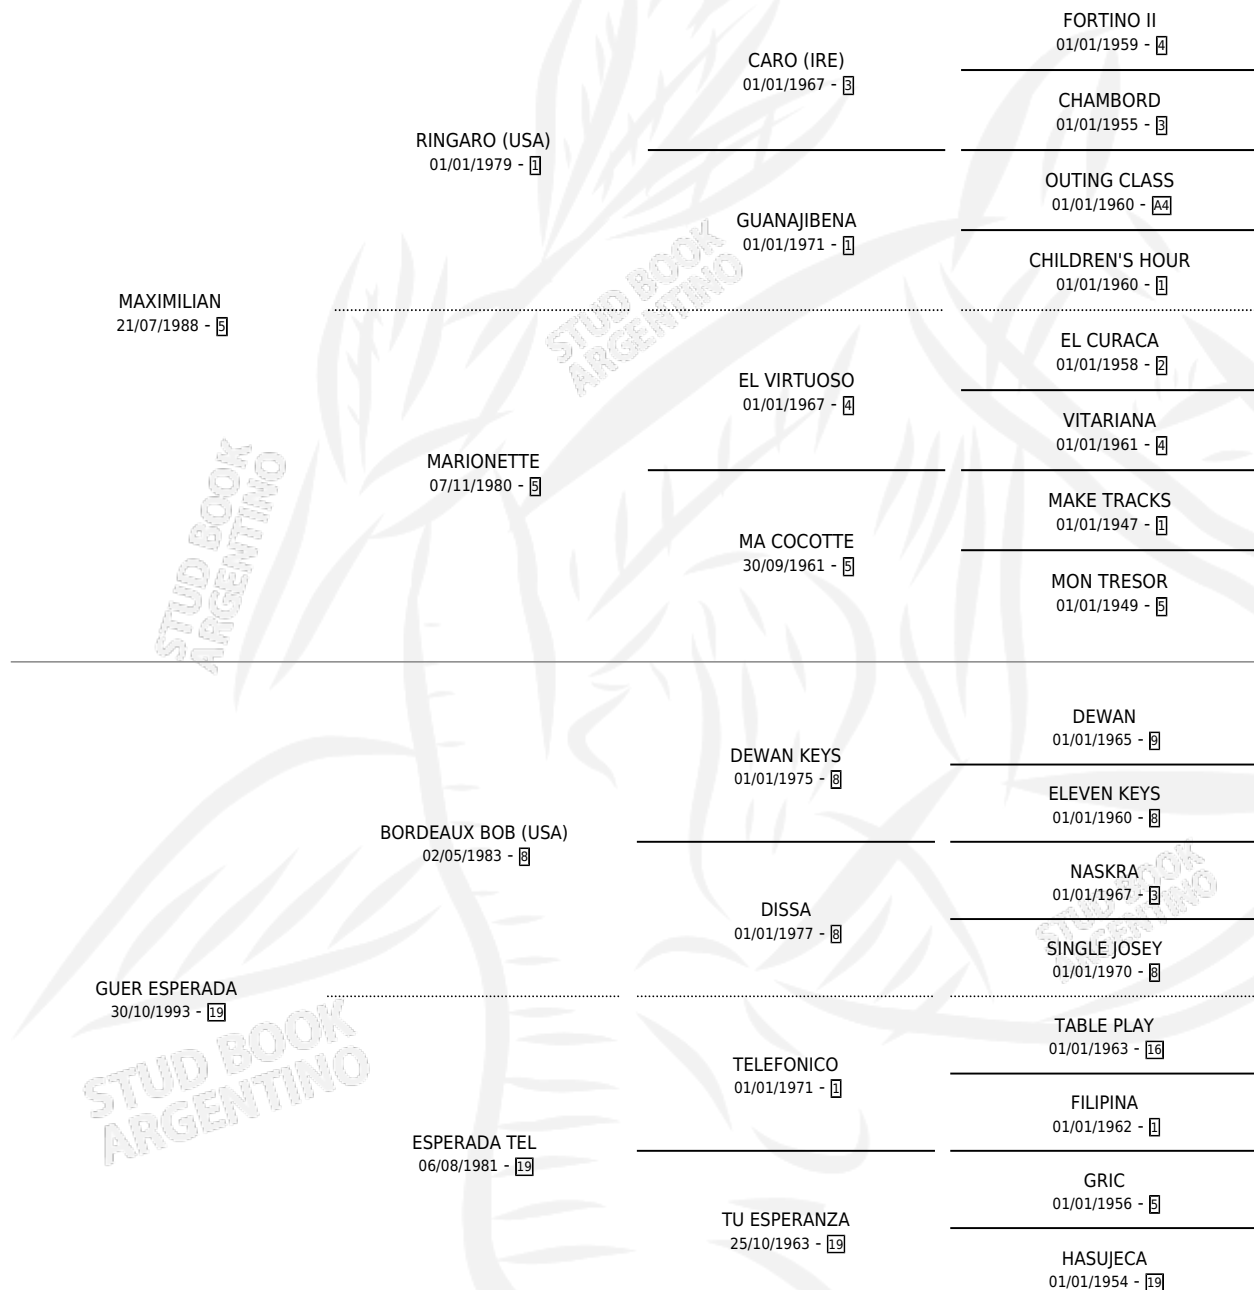 FORTINO II
01/01/1959 - 4
CARO (IRE)
01/01/1967 - 3
CHAMBORD
01/01/1955 - 3
RINGARO (USA)
01/01/1979 - 1
OUTING CLASS
01/01/1960 - A4
GUANAJIBENA
01/01/1971 - 1
CHILDREN'S HOUR
01/01/1960 - 1
MAXIMILIAN
21/07/1988 - 5
EL CURACA
01/01/1958 - 2
EL VIRTUOSO
01/01/1967 - 4
VITARIANA
01/01/1961 - 4
MARIONETTE
07/11/1980 - 5
MAKE TRACKS
01/01/1947 - 1
MA COCOTTE
30/09/1961 - 5
MON TRESOR
01/01/1949 - 5
STUD BOOK
ARGENTINO
STUD BOOK
ARGENTINO
DEWAN
01/01/1965 - 9
DEWAN KEYS
01/01/1975 - 8
ELEVEN KEYS
01/01/1960 - 8
BORDEAUX BOB (USA)
02/05/1983 - 8
NASKRA
01/01/1967 - 3
DISSA
01/01/1977 - 8
SINGLE JOSEY
01/01/1970 - 8
GUER ESPERADA
30/10/1993 - 19
TABLE PLAY
01/01/1963 - 16
TELEFONICO
01/01/1971 - 1
FILIPINA
01/01/1962 - 1
ESPERADA TEL
06/08/1981 - 19
GRIC
01/01/1956 - 5
TU ESPERANZA
25/10/1963 - 19
HASUJECA
01/01/1954 - 19
STUD BOOK
ARGENTINO
STUD BOOK
ARGENTINO